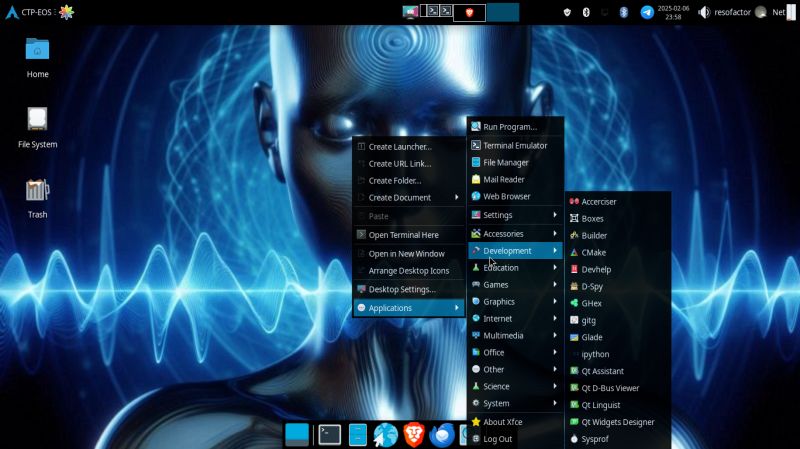 CTP-EOS
2025-02-06
23:58
resofactor
Net
Home
File System
Trash
Create Launcher...
Create URL Link...
Create Folder...
Create Document
Paste
Open Terminal Here
Open in New Window
Arrange Desktop Icons
Desktop Settings...
Applications
Run Program...
Terminal Emulator
File Manager
Mail Reader
Web Browser
Settings
Accessories
Development
Education
Games
Graphics
Internet
Multimedia
Office
Other
Science
System
About Xfce
Log Out
Accerciser
Boxes
Builder
CMake
Devhelp
D-Spy
GHex
gitg
Glade
ipython
Qt Assistant
Qt D-Bus Viewer
Qt Linguist
Qt Widgets Designer
Sysprof